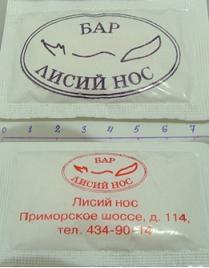 БАР
ЛИСИЙ НОС
0 1 2 3 4 5 6 7
БАР
ЛИСИЙ НОС
Лисий нос
Приморское шоссе, д. 114,
тел. 434-90-14